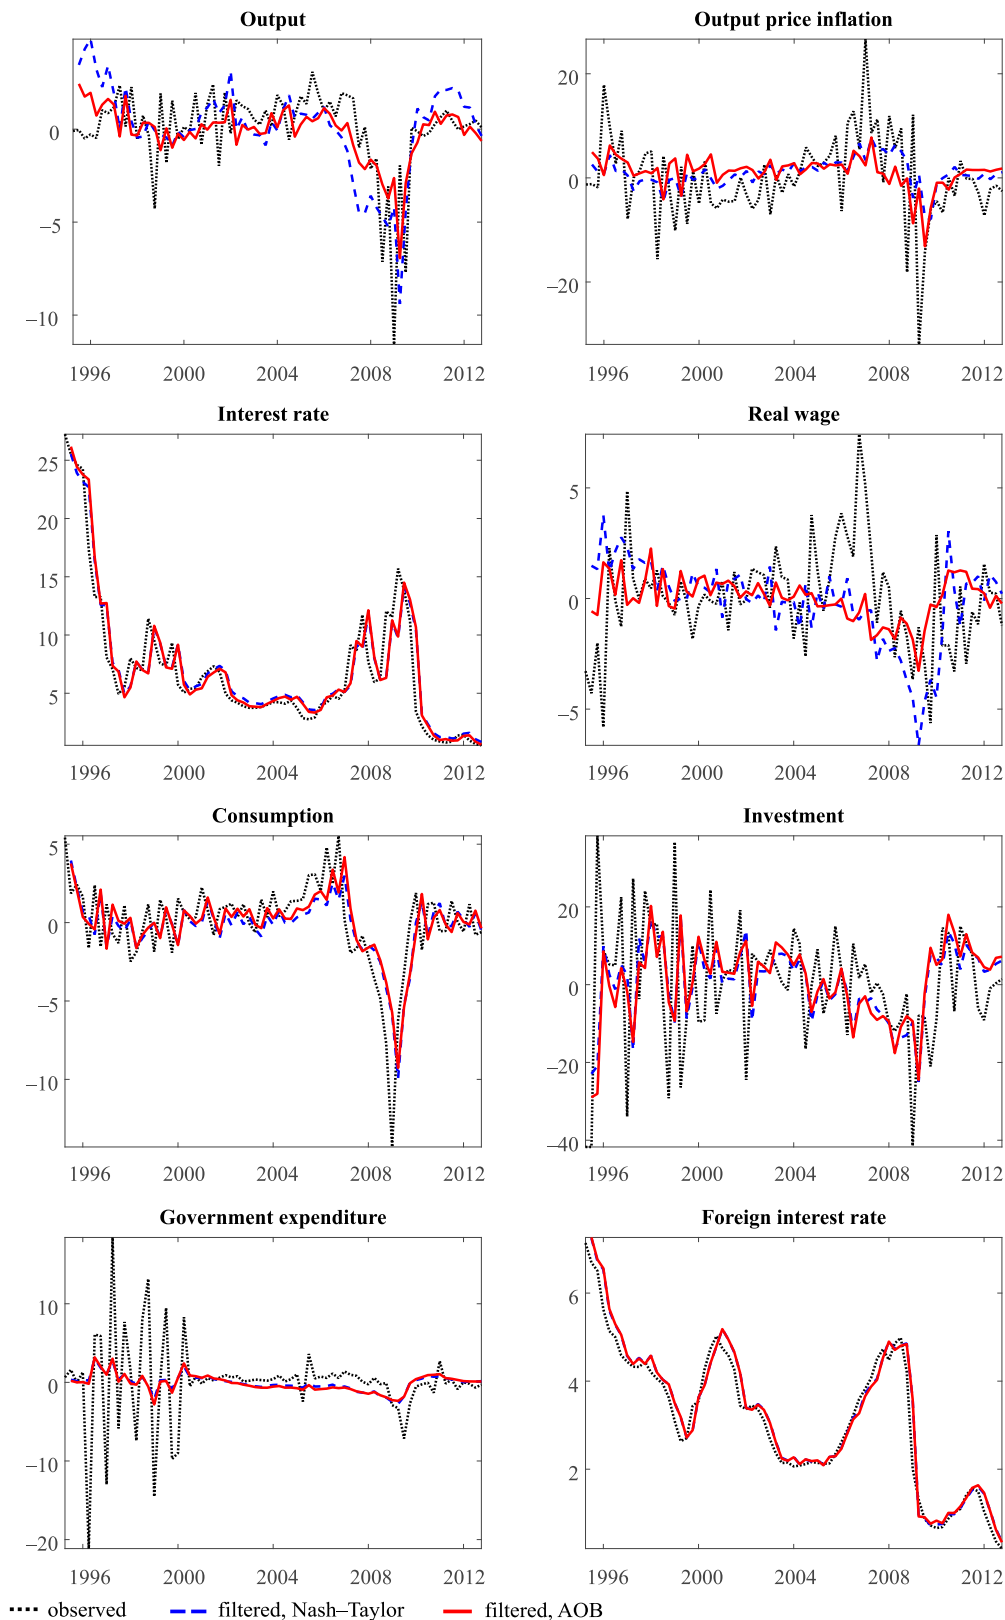 Output
0
−5
−10
1996 2000 2004 2008 2012
Output price inflation
20
0
−20
1996 2000 2004 2008 2012
Interest rate
25
20
15
10
5
1996 2000 2004 2008 2012
Real wage
5
0
−5
1996 2000 2004 2008 2012
Consumption
5
0
−5
−10
1996 2000 2004 2008 2012
Investment
20
0
−20
−40
1996 2000 2004 2008 2012
Government expenditure
10
0
−10
−20
1996 2000 2004 2008 2012
Foreign interest rate
6
4
2
1996 2000 2004 2008 2012
observed filtered, Nash–Taylor filtered, AOB